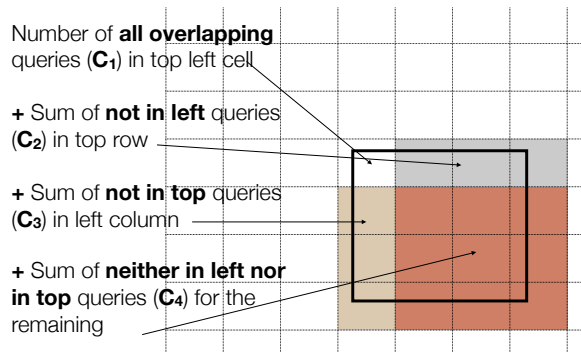 Number of all overlapping
queries (C1) in top left cell
+ Sum of not in left queries
(C2) in top row
+ Sum of not in top queries
(C3) in left column
+ Sum of neither in left nor
in top queries (C4) for the
remaining